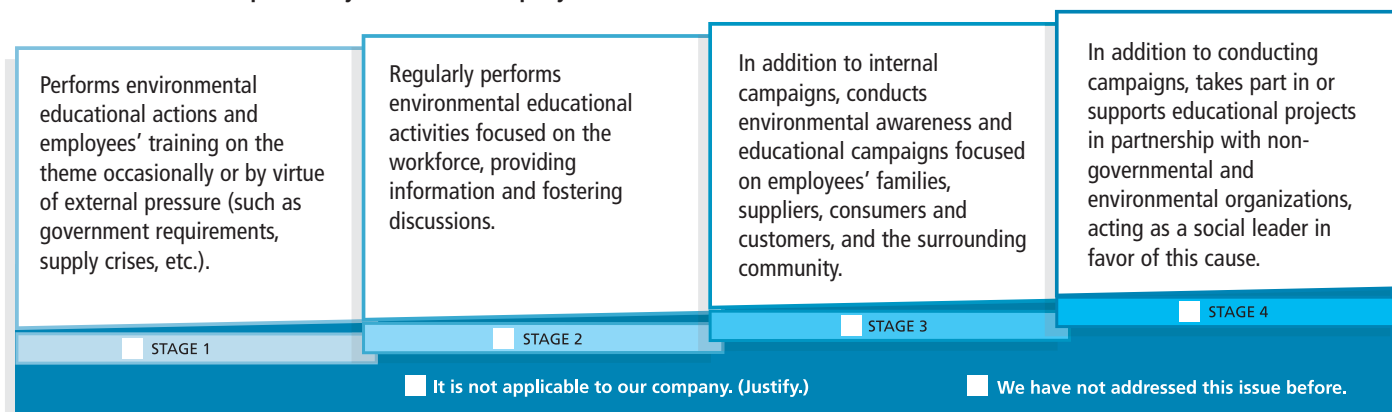 Performs environmental
educational actions and
employees’ training on the
theme occasionally or by virtue
of external pressure (such as
government requirements,
supply crises, etc.).
STAGE 1
Regularly performs
environmental educational
activities focused on the
workforce, providing
information and fostering
discussions.
STAGE 2
In addition to internal
campaigns, conducts
environmental awareness and
educational campaigns focused
on employees’ families,
suppliers, consumers and
customers, and the surrounding
community.
STAGE 3
In addition to conducting
campaigns, takes part in or
supports educational projects
in partnership with non-
governmental and
environmental organizations,
acting as a social leader in
favor of this cause.
STAGE 4
It is not applicable to our company. (Justify.)
We have not addressed this issue before.